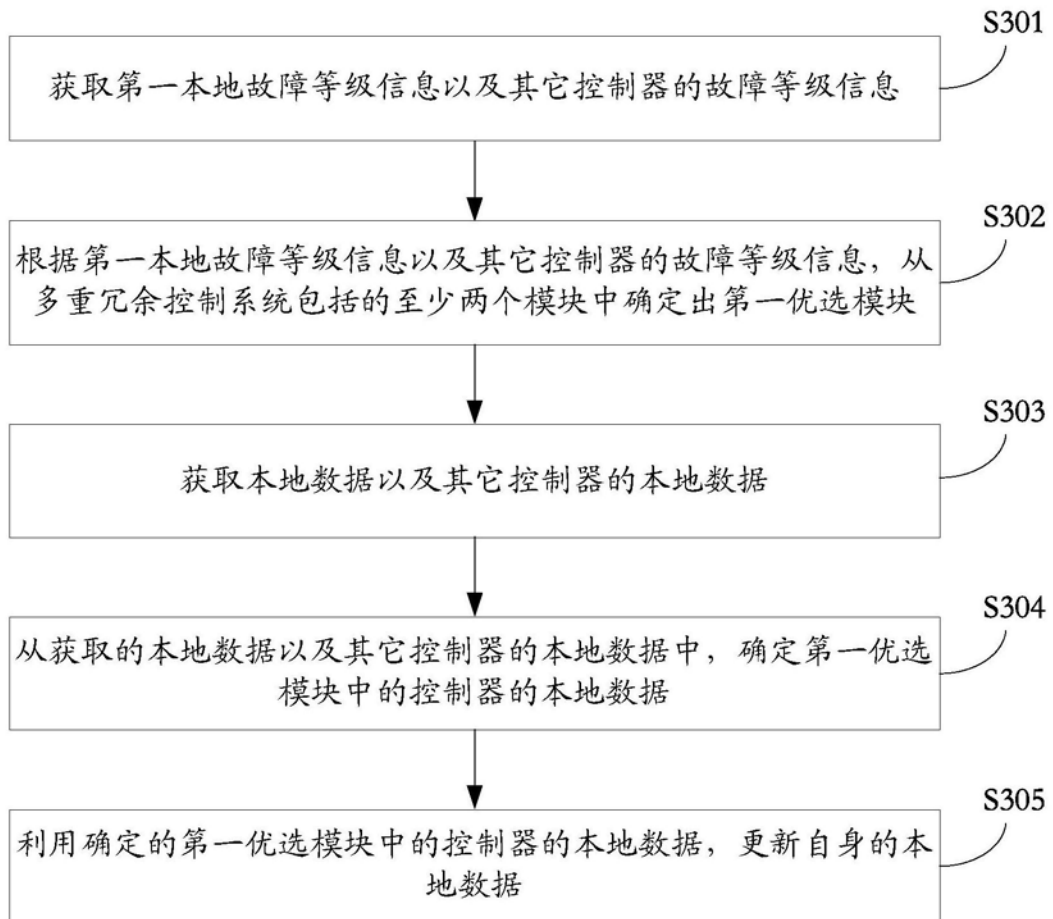 S301
获取第一本地故障等级信息以及其它控制器的故障等级信息
S302
根据第一本地故障等级信息以及其它控制器的故障等级信息，从
多重冗余控制系统包括的至少两个模块中确定出第一优选模块
S303
获取本地数据以及其它控制器的本地数据
S304
从获取的本地数据以及其它控制器的本地数据中，确定第一优选
模块中的控制器的本地数据
S305
利用确定的第一优选模块中的控制器的本地数据，更新自身的本
地数据